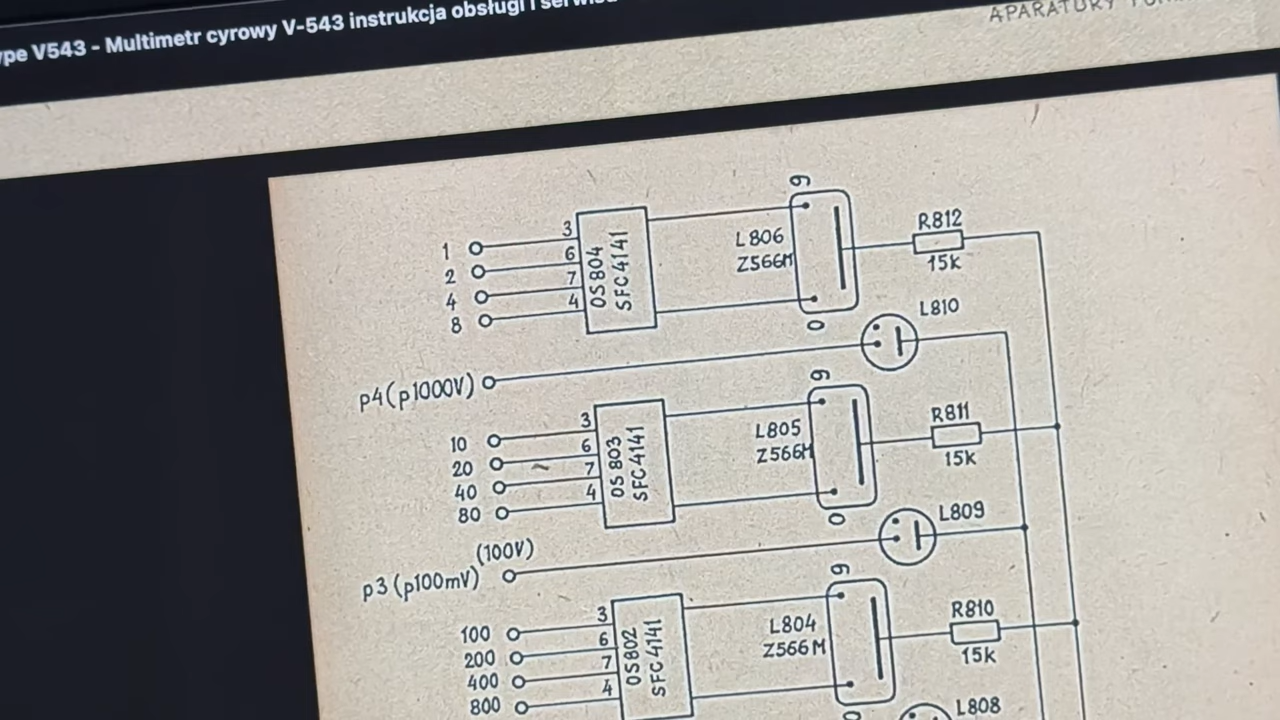 V543 - Multimetr cyrowy V-543 instrukcja obsługi i
APARATURY
9
1
2
4
8
3
6
7
4
OS804
SFC4141
L806
Z566M
0
R812
15k
L810
p4(p1000V)
9
10
20
40
80
3
6
7
4
OS803
SFC4141
L805
Z566M
0
R811
15k
L809
(100V)
p3(p100mV)
9
100
200
400
800
3
6
7
4
OS802
SFC4141
L804
Z566M
0
R810
15k
L808